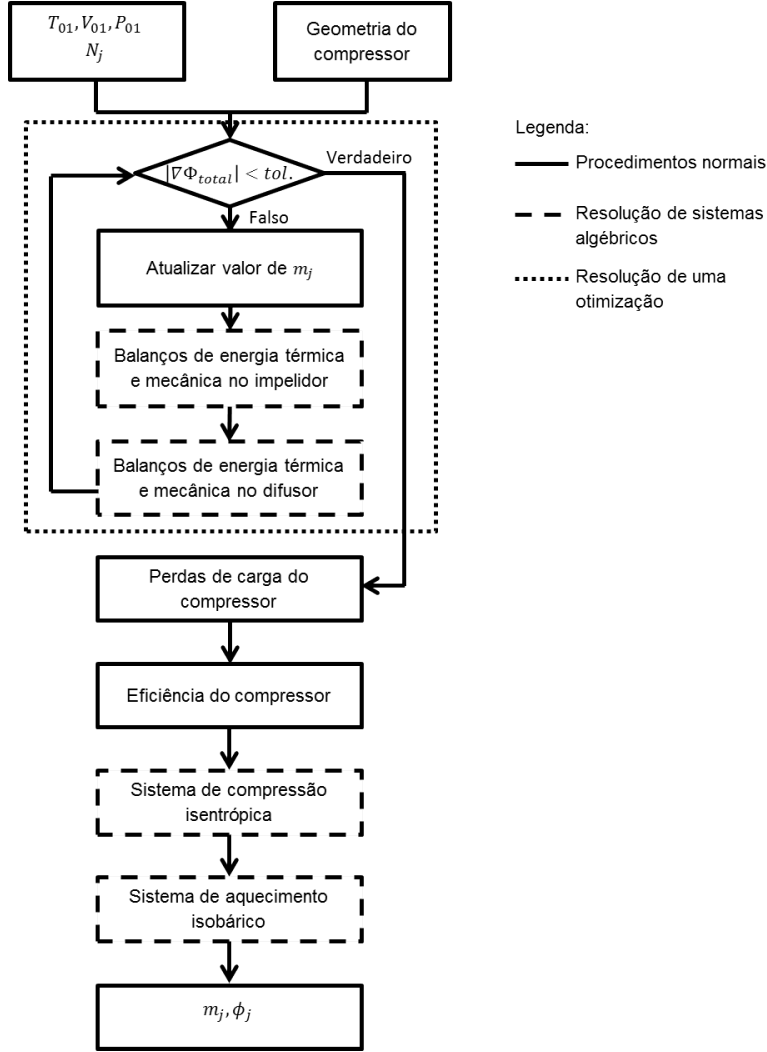 T₀₁, V₀₁, P₀₁
Nⱼ
Geometria do
compressor
|∇Φ_total| < tol.
Verdadeiro
Falso
Atualizar valor de mⱼ
Balanços de energia térmica
e mecânica no impelidor
Balanços de energia térmica
e mecânica no difusor
Perdas de carga do
compressor
Eficiência do compressor
Sistema de compressão
isentrópica
Sistema de aquecimento
isobárico
mⱼ, ϕⱼ
Legenda:
Procedimentos normais
Resolução de sistemas
algébricos
Resolução de uma
otimização